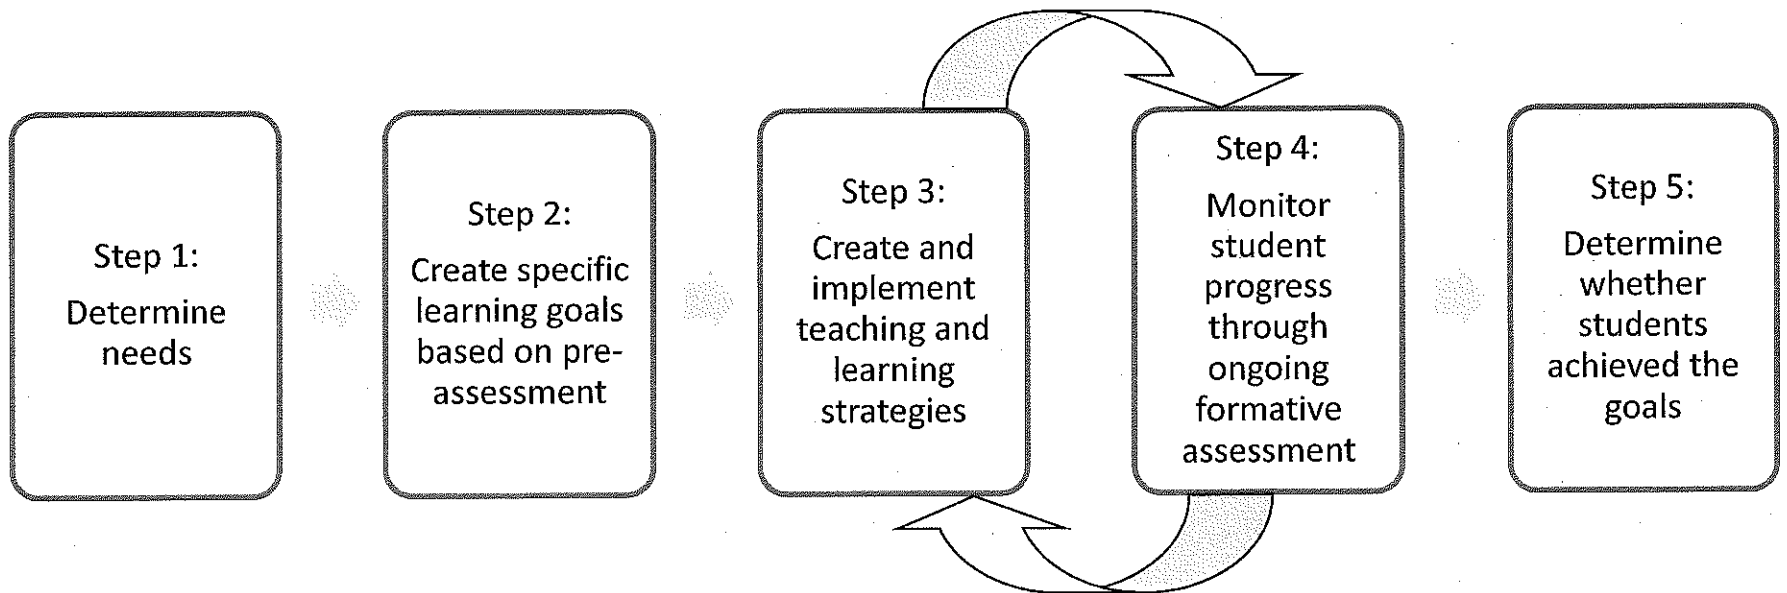 Step 1:
Determine
needs
Step 2:
Create specific
learning goals
based on pre-
assessment
Step 3:
Create and
implement
teaching and
learning
strategies
Step 4:
Monitor
student
progress
through
ongoing
formative
assessment
Step 5:
Determine
whether
students
achieved the
goals